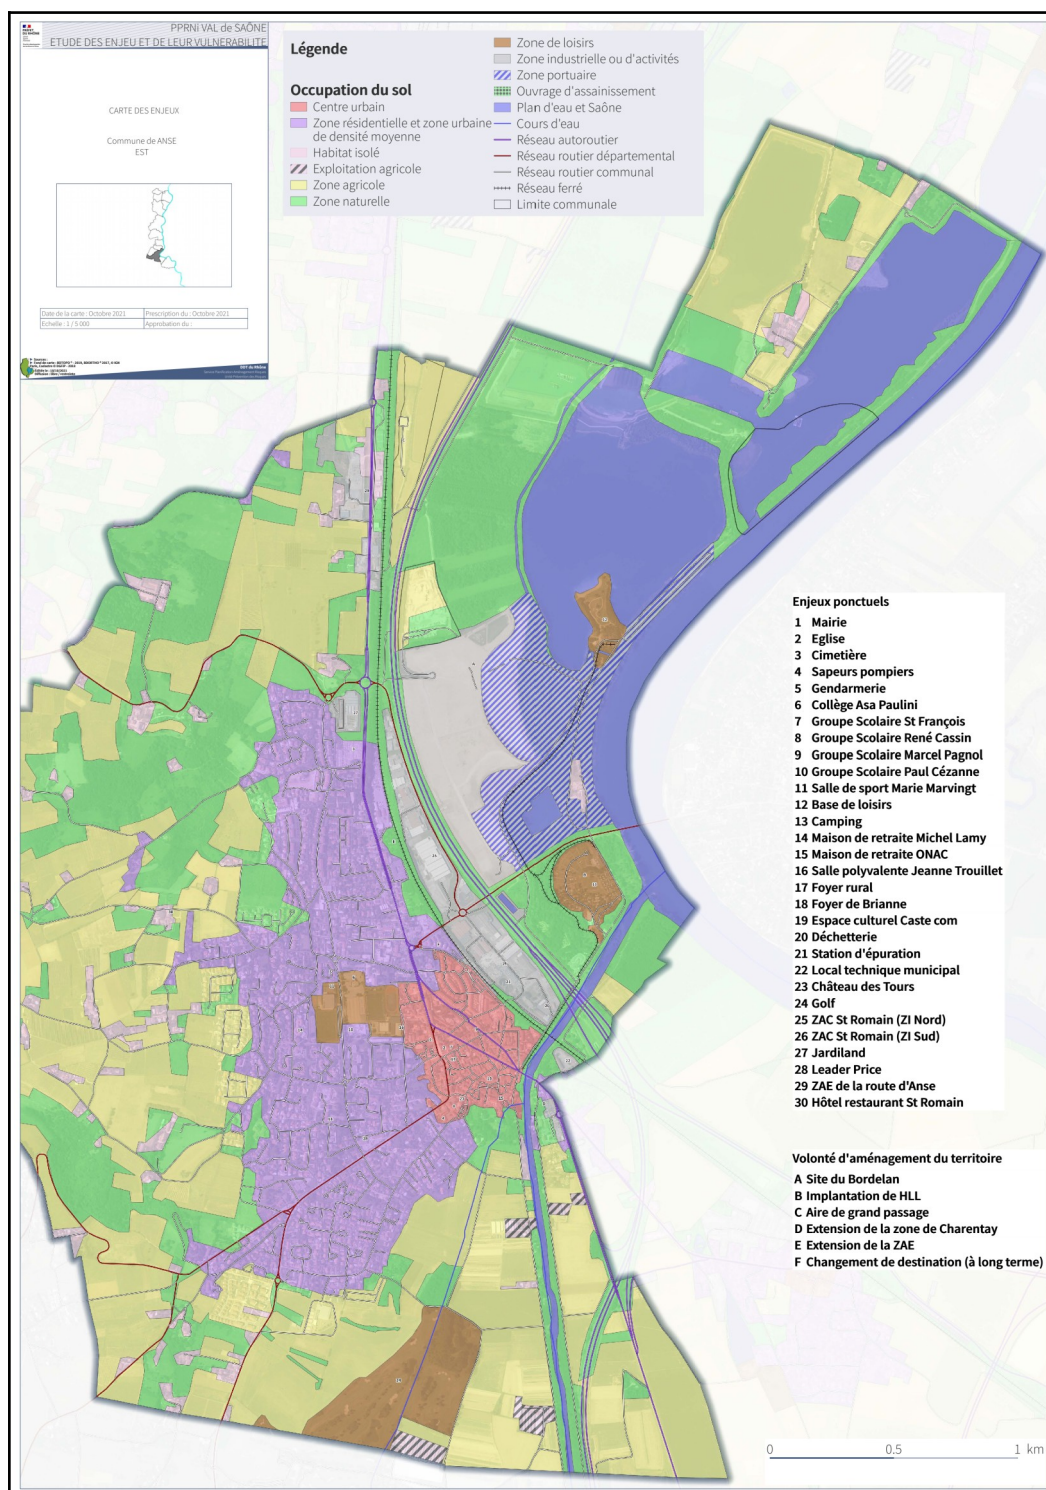 PPRNi VAL de SAÔNE
ETUDE DES ENJEU ET DE LEUR VULNERABILITE
CARTE DES ENJEUX
Commune de ANSE
EST
Date de la carte : Octobre 2021
Prescription du : Octobre 2021
Echelle : 1 / 5 000
Approbation du :
DDT du Rhône
Légende
Occupation du sol
Centre urbain
Zone résidentielle et zone urbaine
de densité moyenne
Habitat isolé
Exploitation agricole
Zone agricole
Zone naturelle
Zone de loisirs
Zone industrielle ou d'activités
Zone portuaire
Ouvrage d'assainissement
Plan d'eau et Saône
Cours d'eau
Réseau autoroutier
Réseau routier départemental
Réseau routier communal
Réseau ferré
Limite communale
Enjeux ponctuels
1 Mairie
2 Eglise
3 Cimetière
4 Sapeurs pompiers
5 Gendarmerie
6 Collège Asa Paulini
7 Groupe Scolaire St François
8 Groupe Scolaire René Cassin
9 Groupe Scolaire Marcel Pagnol
10 Groupe Scolaire Paul Cézanne
11 Salle de sport Marie Marvingt
12 Base de loisirs
13 Camping
14 Maison de retraite Michel Lamy
15 Maison de retraite ONAC
16 Salle polyvalente Jeanne Trouillet
17 Foyer rural
18 Foyer de Brianne
19 Espace culturel Caste com
20 Déchetterie
21 Station d'épuration
22 Local technique municipal
23 Château des Tours
24 Golf
25 ZAC St Romain (ZI Nord)
26 ZAC St Romain (ZI Sud)
27 Jardiland
28 Leader Price
29 ZAE de la route d'Anse
30 Hôtel restaurant St Romain
Volonté d'aménagement du territoire
A Site du Bordelan
B Implantation de HLL
C Aire de grand passage
D Extension de la zone de Charentay
E Extension de la ZAE
F Changement de destination (à long terme)
0 0.5 1 km